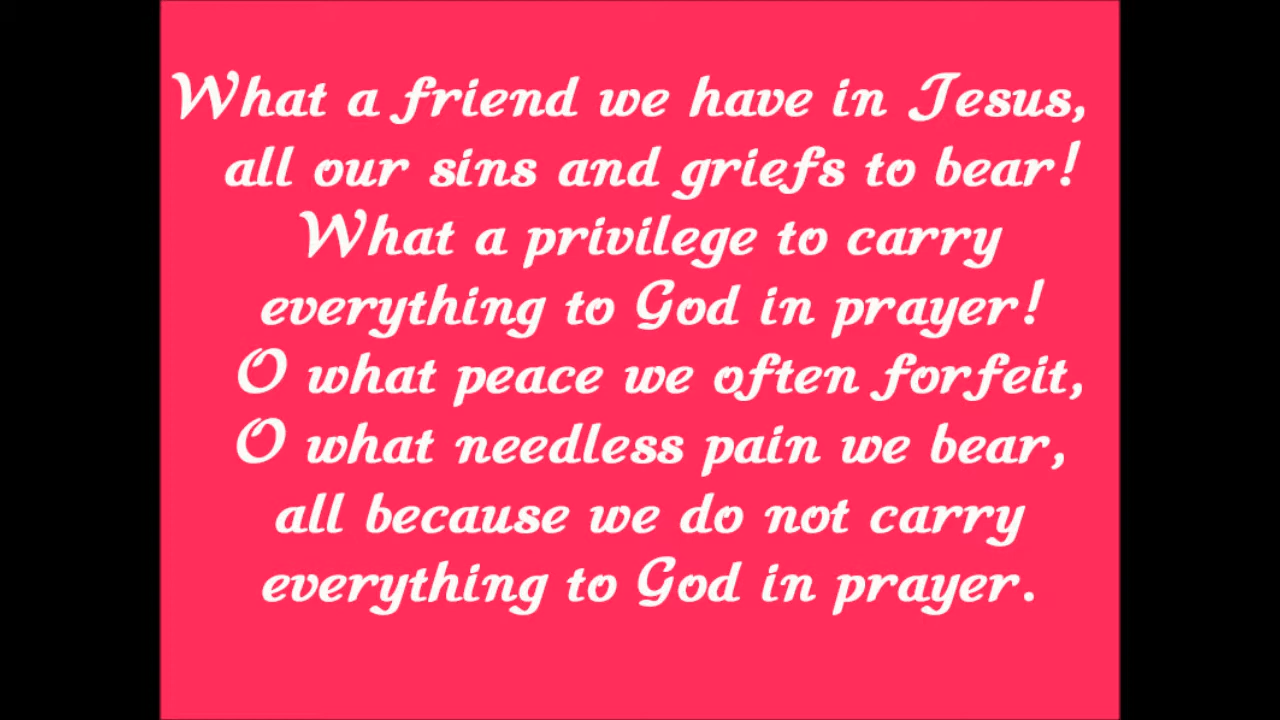 What a friend we have in Jesus,
all our sins and griefs to bear!
What a privilege to carry
everything to God in prayer!
O what peace we often forfeit,
O what needless pain we bear,
all because we do not carry
everything to God in prayer.